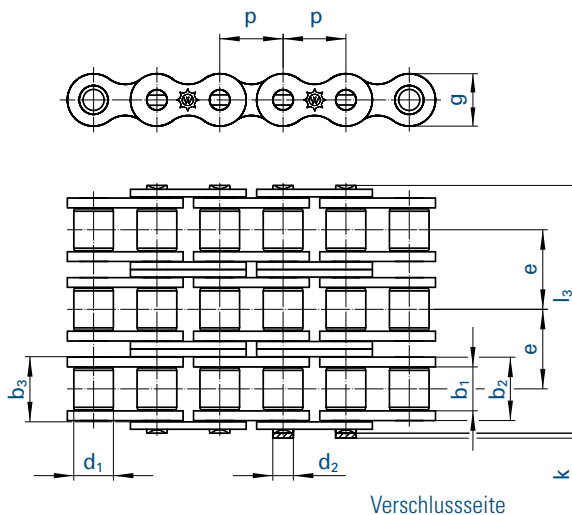 p p
g
e
l₃
e
b₃
b₁
b₂
d₁
d₂
k
Verschlussseite
W
W